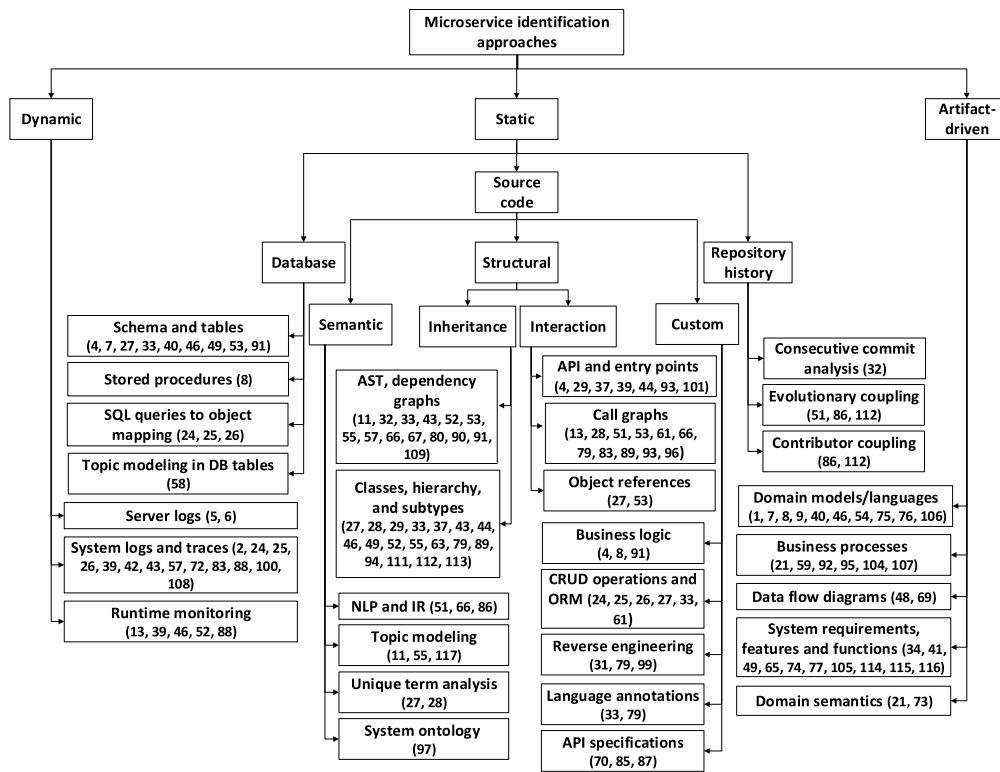 Microservice identification
approaches
Dynamic
Static
Artifact-
driven
Source
code
Database
Structural
Repository
history
Semantic
Inheritance
Interaction
Custom
Schema and tables
(4, 7, 27, 33, 40, 46, 49, 53, 91)
Stored procedures (8)
SQL queries to object
mapping (24, 25, 26)
Topic modeling in DB tables
(58)
Server logs (5, 6)
System logs and traces (2, 24, 25,
26, 39, 42, 43, 57, 72, 83, 88, 100,
108)
Runtime monitoring
(13, 39, 46, 52, 88)
AST, dependency
graphs
(11, 32, 33, 43, 52, 53,
55, 57, 66, 67, 80, 90, 91,
109)
Classes, hierarchy,
and subtypes
(27, 28, 29, 33, 37, 43, 44,
46, 49, 52, 55, 63, 79, 89,
94, 111, 112, 113)
NLP and IR (51, 66, 86)
Topic modeling
(11, 55, 117)
Unique term analysis
(27, 28)
System ontology
(97)
API and entry points
(4, 29, 37, 39, 44, 93, 101)
Call graphs
(13, 28, 51, 53, 61, 66,
79, 83, 89, 93, 96)
Object references
(27, 53)
Business logic
(4, 8, 91)
CRUD operations and
ORM (24, 25, 26, 27, 33,
61)
Reverse engineering
(31, 79, 99)
Language annotations
(33, 79)
API specifications
(70, 85, 87)
Consecutive commit
analysis (32)
Evolutionary coupling
(51, 86, 112)
Contributor coupling
(86, 112)
Domain models/languages
(1, 7, 8, 9, 40, 46, 54, 75, 76, 106)
Business processes
(21, 59, 92, 95, 104, 107)
Data flow diagrams (48, 69)
System requirements,
features and functions (34, 41,
49, 65, 74, 77, 105, 114, 115, 116)
Domain semantics (21, 73)